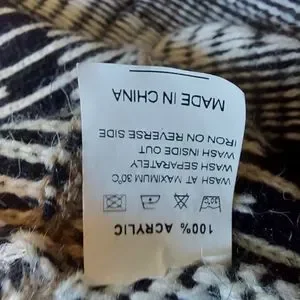 100% ACRYLIC
WASH AT MAXIMUM 30°C
WASH SEPARATELY
WASH INSIDE OUT
IRON ON REVERSE SIDE
MADE IN CHINA